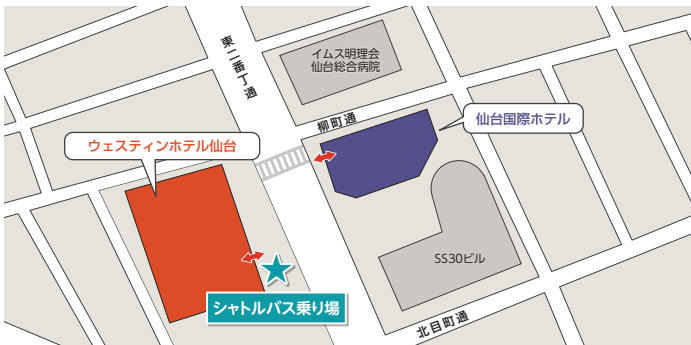 東二番丁通
イムス明理会
仙台総合病院
柳町通
仙台国際ホテル
ウェスティンホテル仙台
SS30ビル
シャトルバス乗り場
北目町通